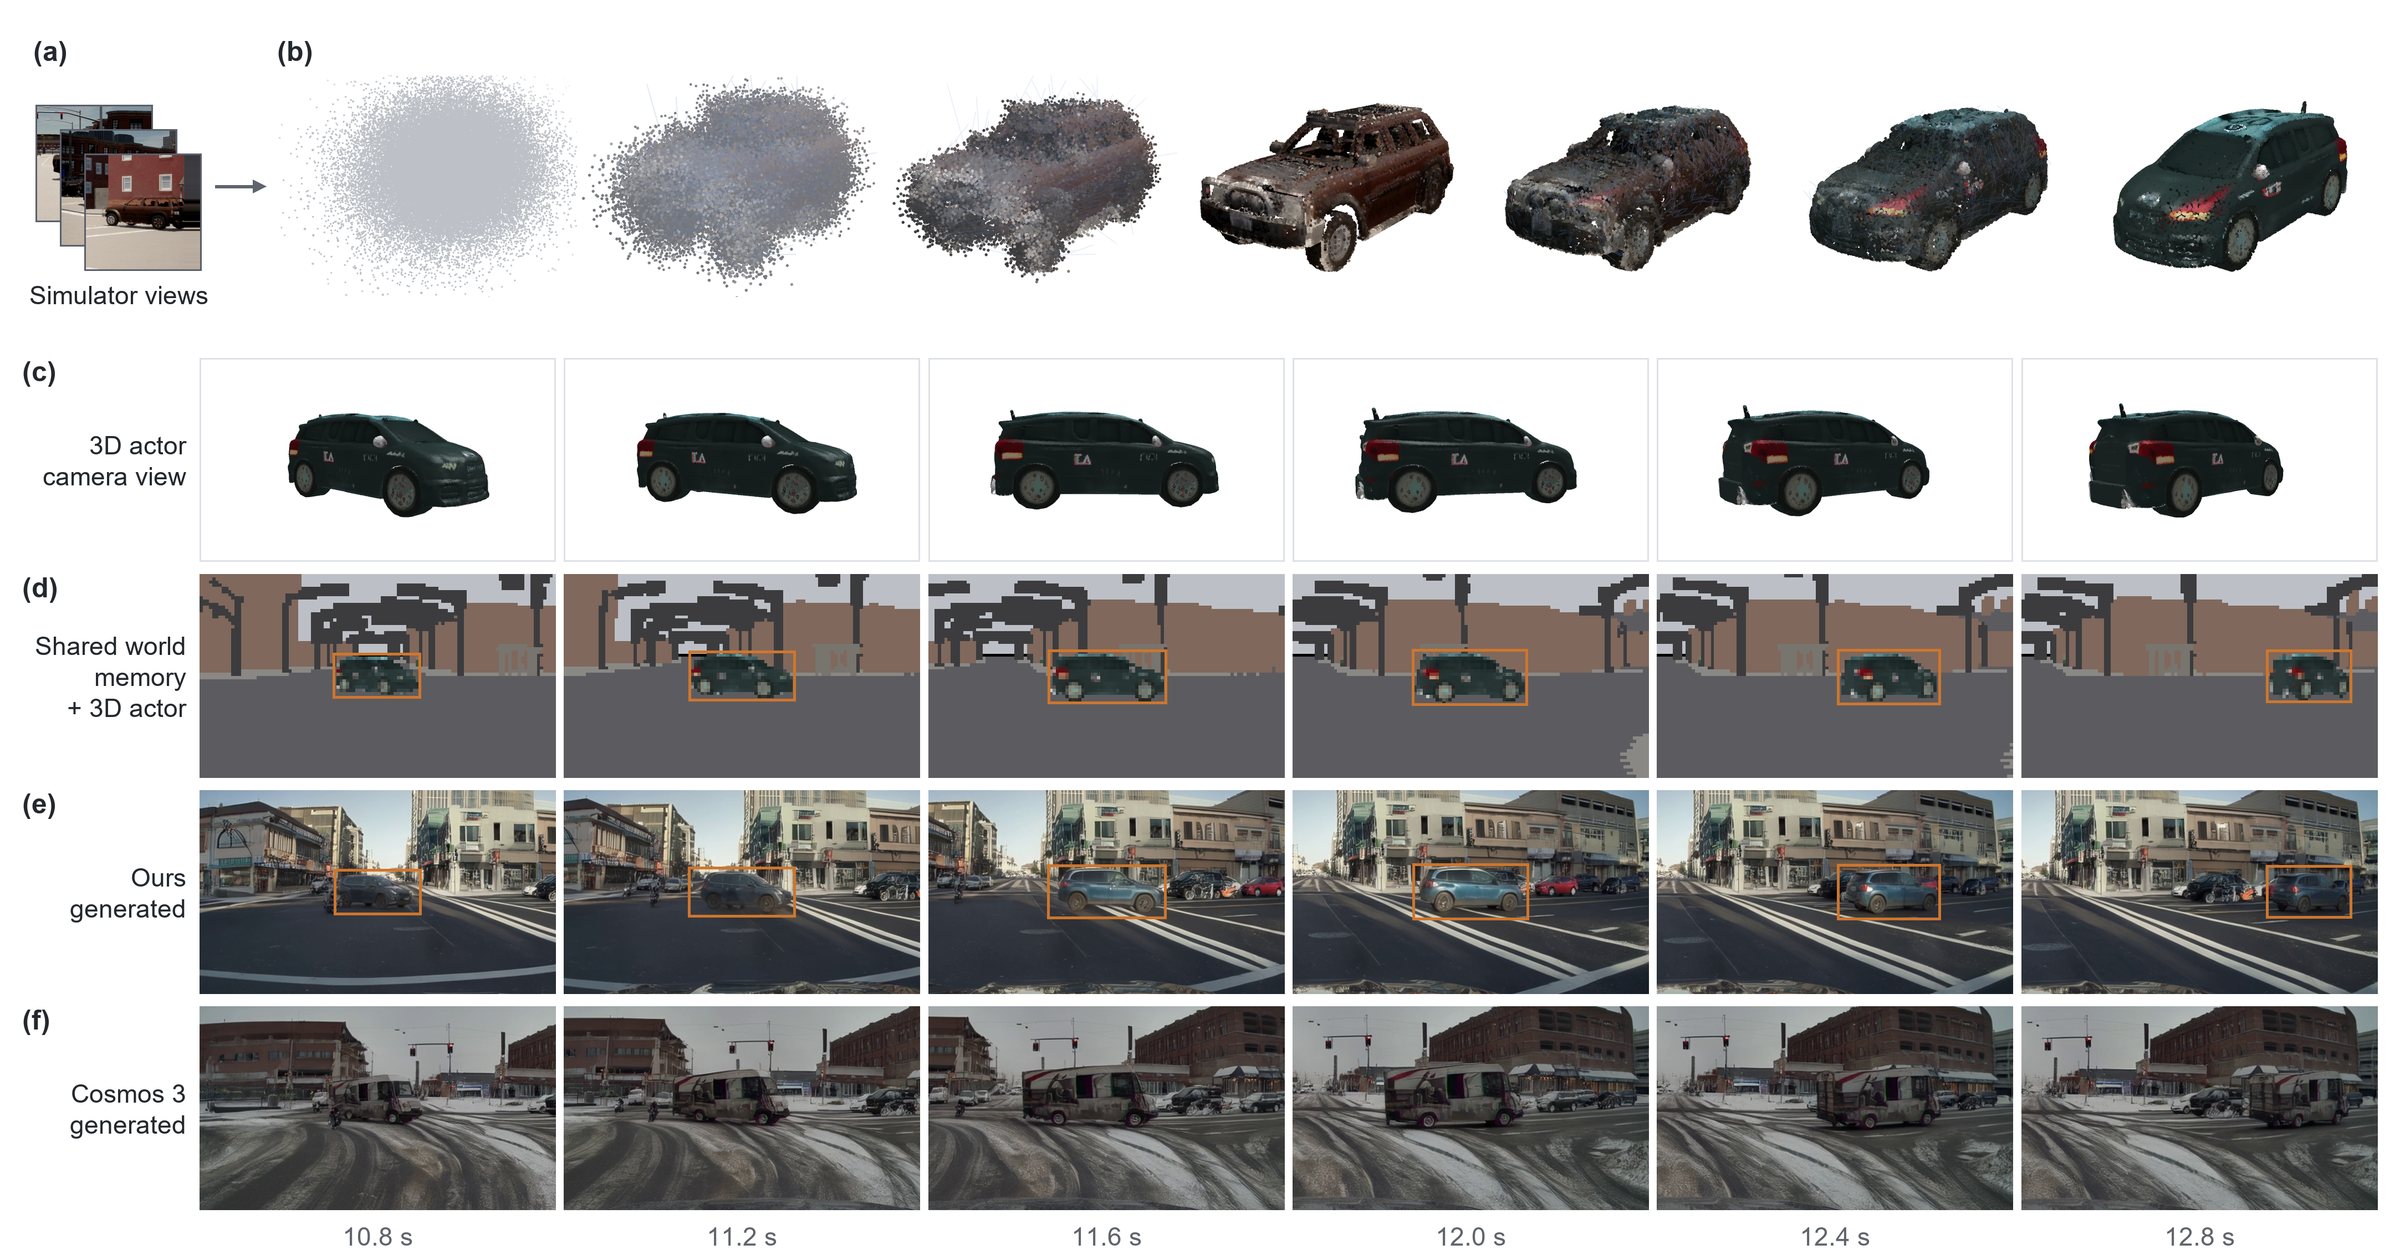 (a)
(b)
Simulator views
(c)
3D actor
camera view
(d)
Shared world
memory
+ 3D actor
(e)
Ours
generated
(f)
Cosmos 3
generated
10.8 s
11.2 s
11.6 s
12.0 s
12.4 s
12.8 s